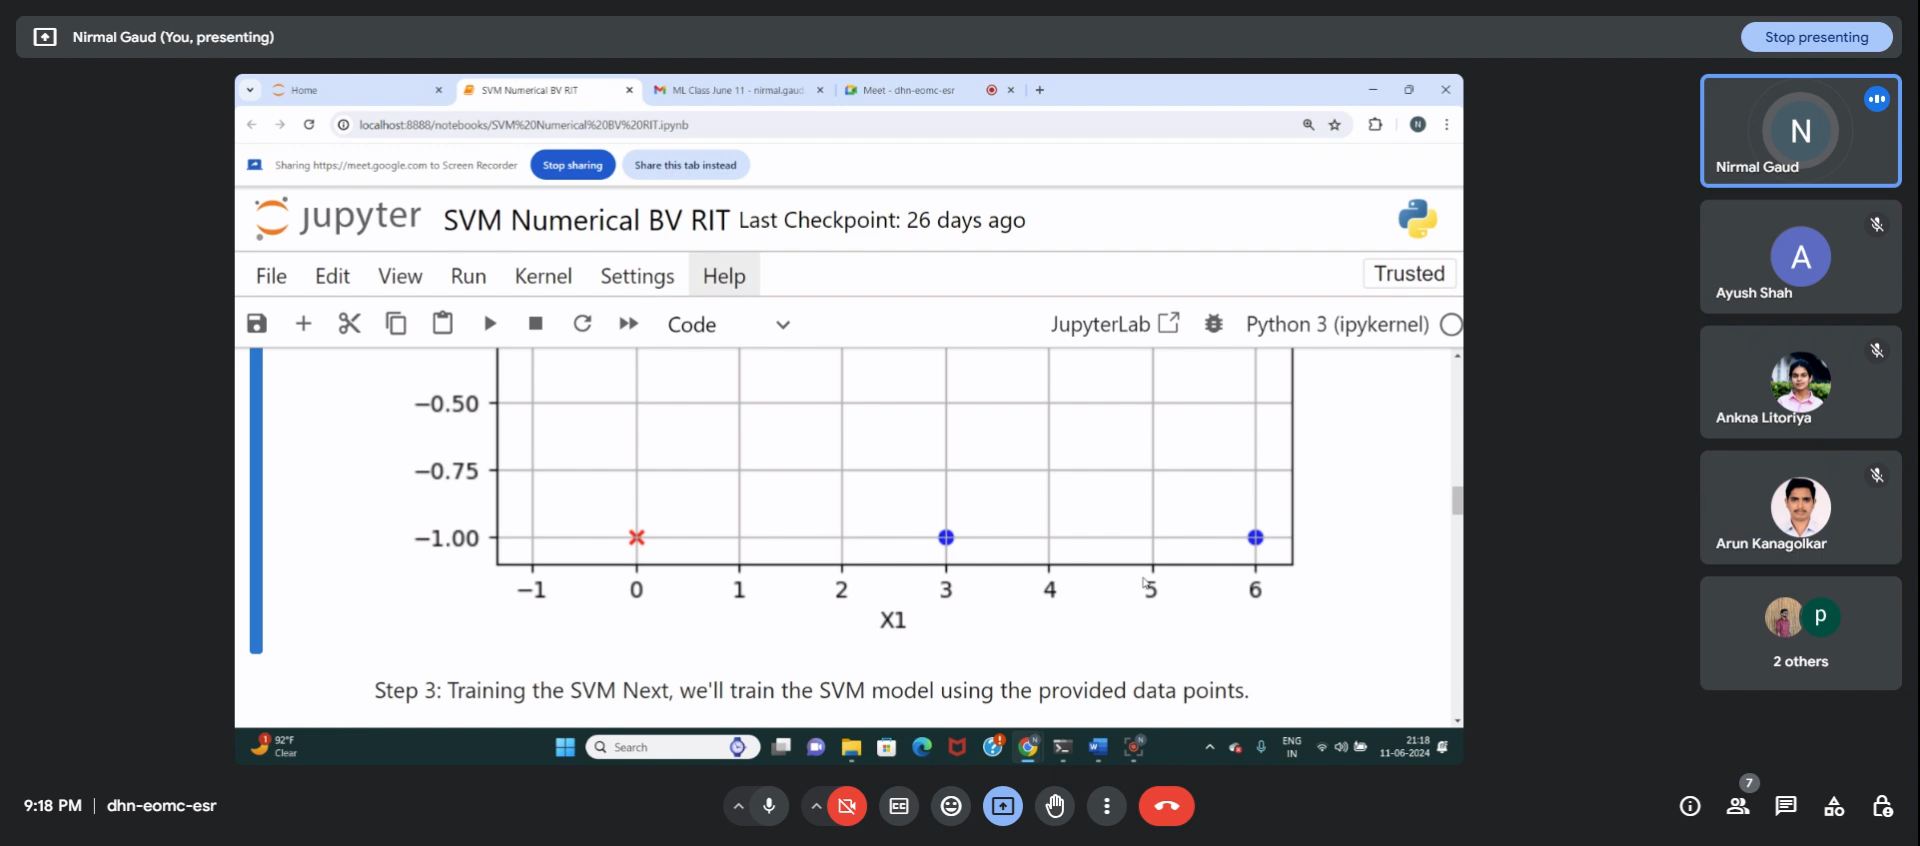 Nirmal Gaud (You, presenting)
Stop presenting
Home
SVM Numerical BV RIT
ML Class June 11 - nirmal.gaud
Meet - dhn-eomc-esr
localhost:8888/notebooks/SVM%20Numerical%20BV%20RIT.ipynb
N
Sharing https://meet.google.com to Screen Recorder
Stop sharing
Share this tab instead
jupyter
SVM Numerical BV RIT
Last Checkpoint: 26 days ago
File Edit View Run Kernel Settings Help
Trusted
Code
JupyterLab
Python 3 (ipykernel)
−0.50
−0.75
−1.00
−1 0 1 2 3 4 5 6
X1
Step 3: Training the SVM Next, we'll train the SVM model using the provided data points.
1
92°F
Clear
Search
ENG
IN
21:18
11-06-2024
N
Nirmal Gaud
A
Ayush Shah
Ankna Litoriya
Arun Kanagolkar
P
2 others
9:18 PM | dhn-eomc-esr
7